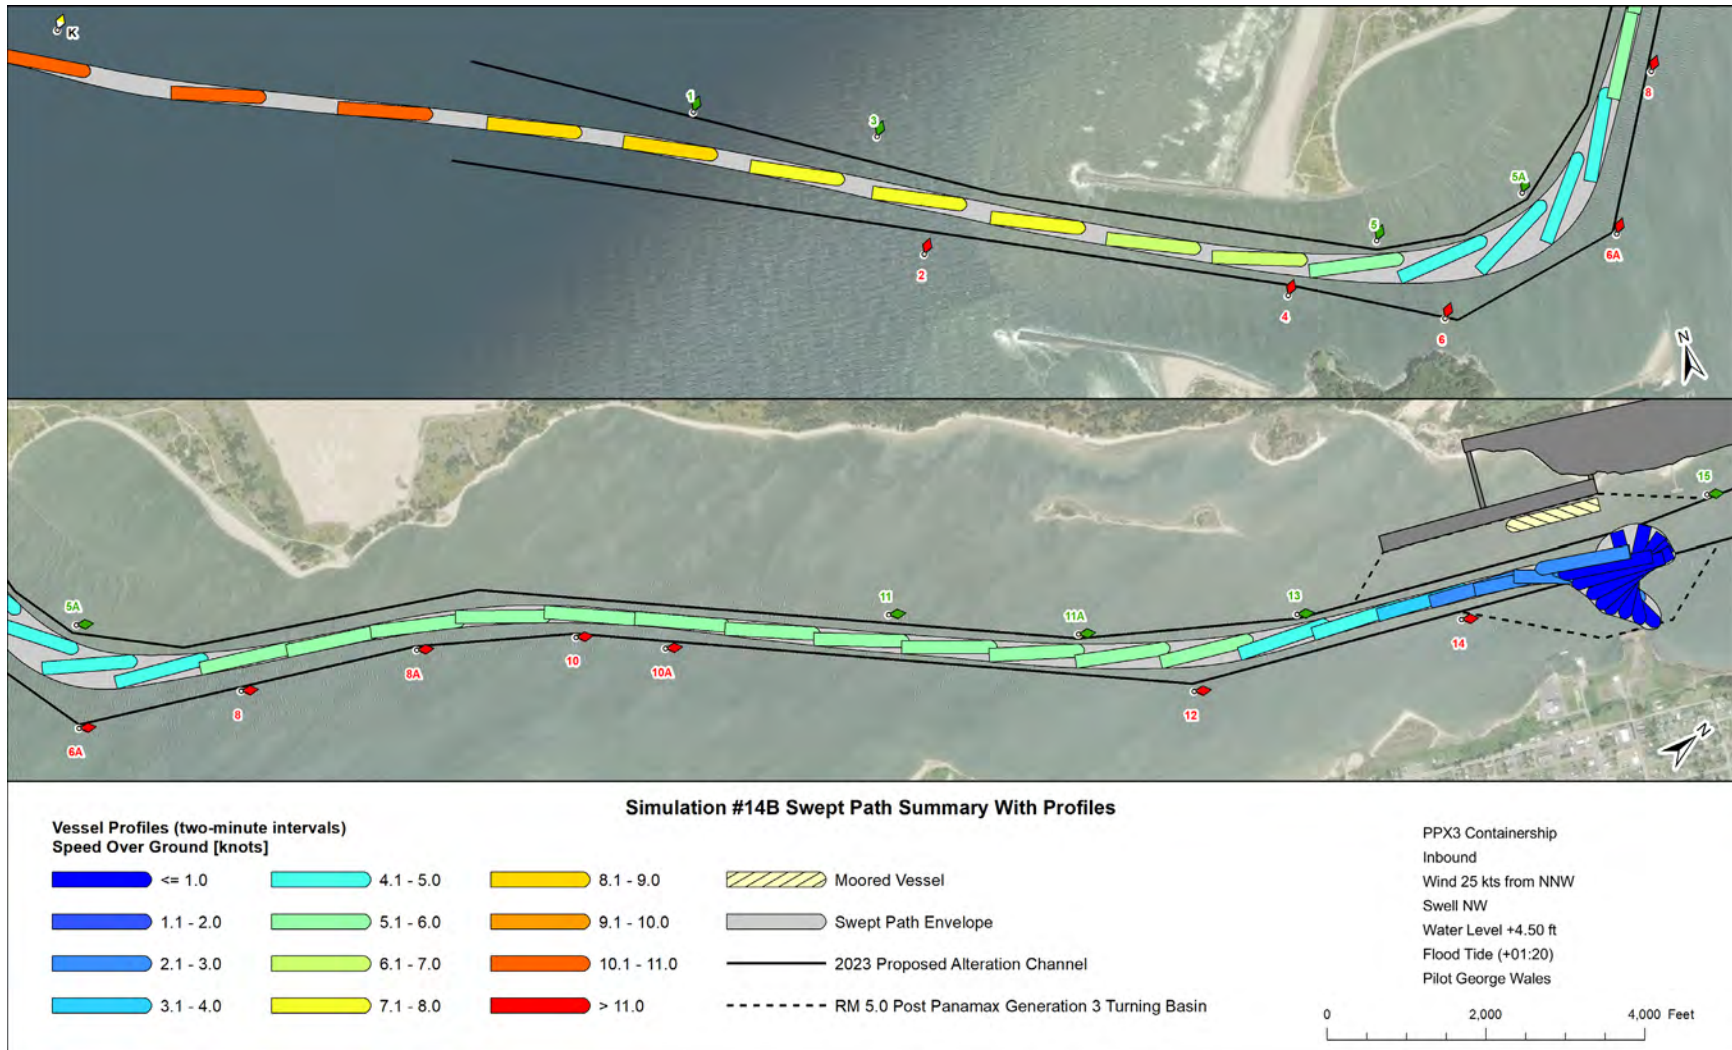 K
1
3
5A
8
5
2
6A
4
6
N
15
5A
11
13
11A
14
10
8A
10A
8
12
6A
N
Simulation #14B Swept Path Summary With Profiles
Vessel Profiles (two-minute intervals)
Speed Over Ground [knots]
<= 1.0
1.1 - 2.0
2.1 - 3.0
3.1 - 4.0
4.1 - 5.0
5.1 - 6.0
6.1 - 7.0
7.1 - 8.0
8.1 - 9.0
9.1 - 10.0
10.1 - 11.0
> 11.0
Moored Vessel
Swept Path Envelope
2023 Proposed Alteration Channel
RM 5.0 Post Panamax Generation 3 Turning Basin
PPX3 Containership
Inbound
Wind 25 kts from NNW
Swell NW
Water Level +4.50 ft
Flood Tide (+01:20)
Pilot George Wales
0 2,000 4,000 Feet